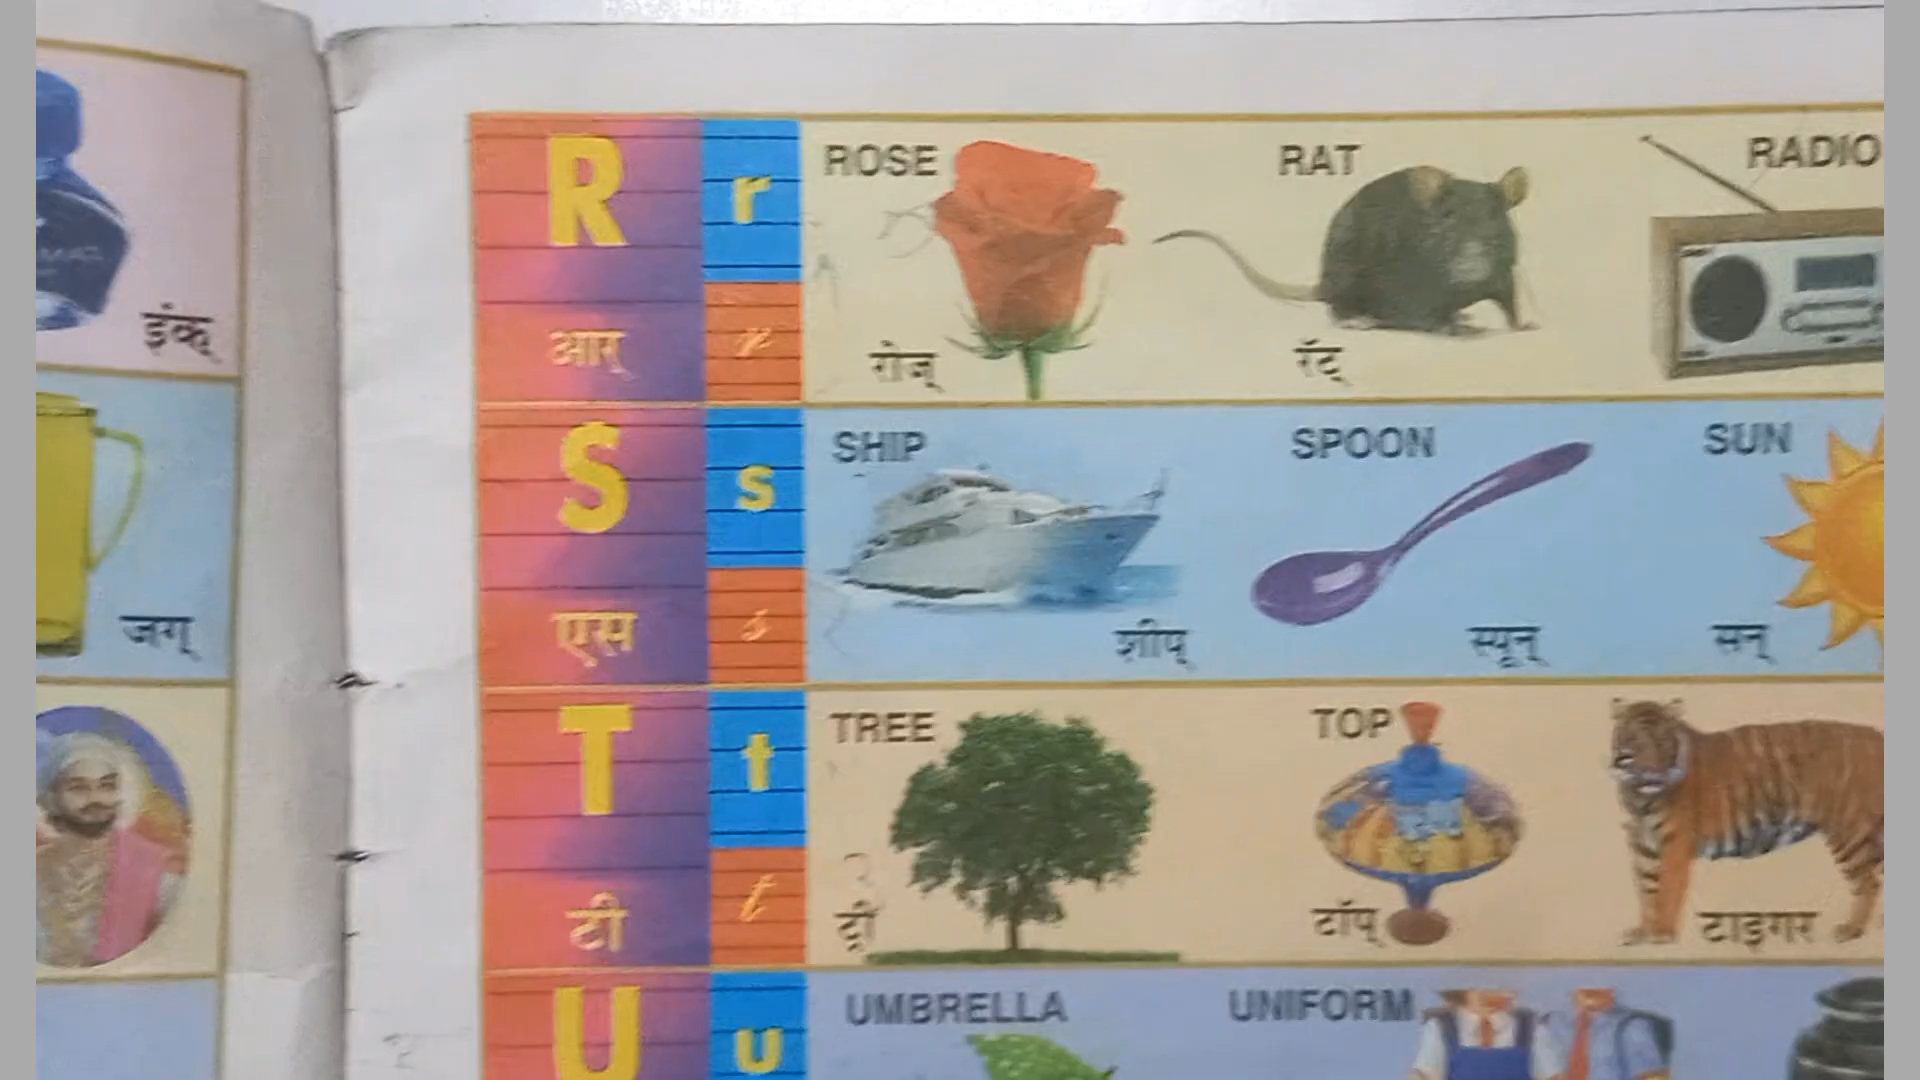 इंक्
जग्
R r
ROSE RAT RADIO
आर् r
रोज् रॅट्
S s
SHIP SPOON SUN
एस s
शीप् स्पून् सन्
T t
TREE TOP
टी t
ट्री टॉप् टाइगर
U u
UMBRELLA UNIFORM